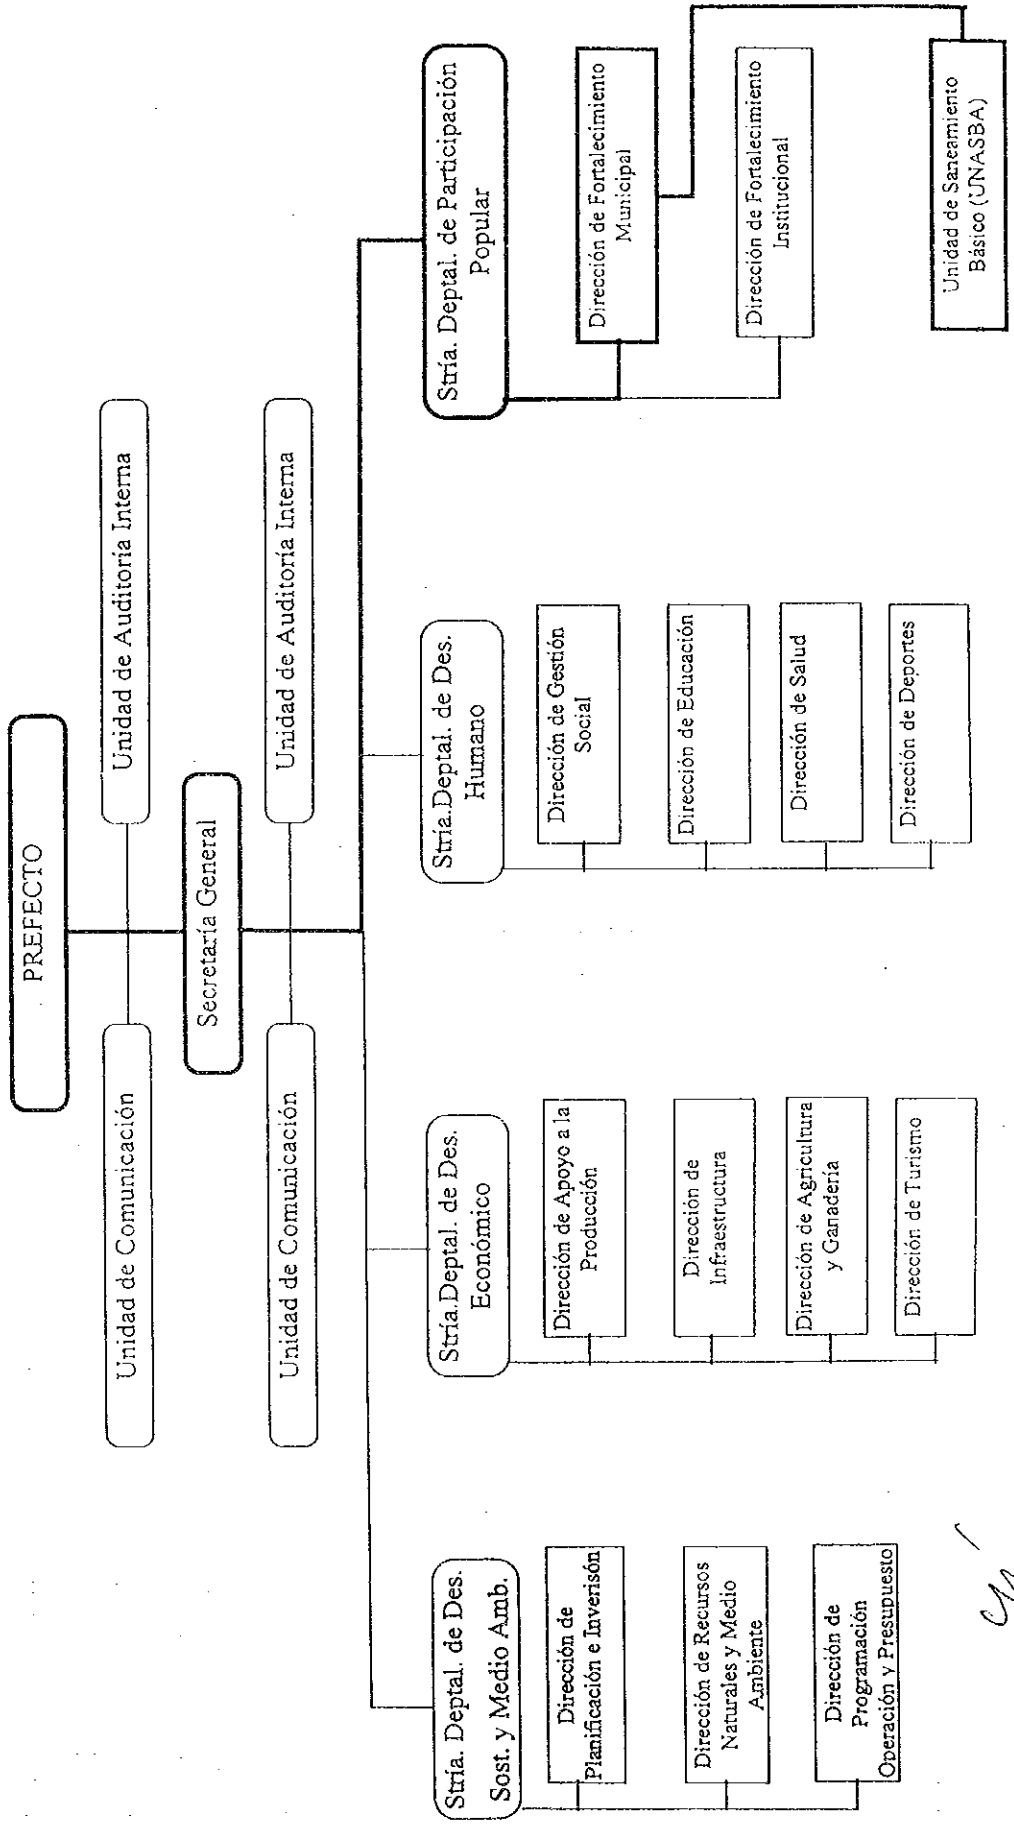 PREFECTO
Unidad de Comunicación
Unidad de Auditoría Interna
Secretaría General
Unidad de Comunicación
Unidad de Auditoría Interna
Stría. Deptal. de Des.
Sost. y Medio Amb.
Dirección de
Planificación e Inverisón
Dirección de Recursos
Naturales y Medio
Ambiente
Dirección de
Programación
Operación y Presupuesto
Stría.Deptal. de Des.
Económico
Dirección de Apoyo a la
Producción
Dirección de
Infraestructura
Dirección de Agricultura
y Ganadería
Dirección de Turismo
Stría.Deptal. de Des.
Humano
Dirección de Gestión
Social
Dirección de Educación
Dirección de Salud
Dirección de Deportes
Stría. Deptal. de Participación
Popular
Dirección de Fortalecimiento
Municipal
Dirección de Fortalecimiento
Institucional
Unidad de Saneamiento
Básico (UNASBA)